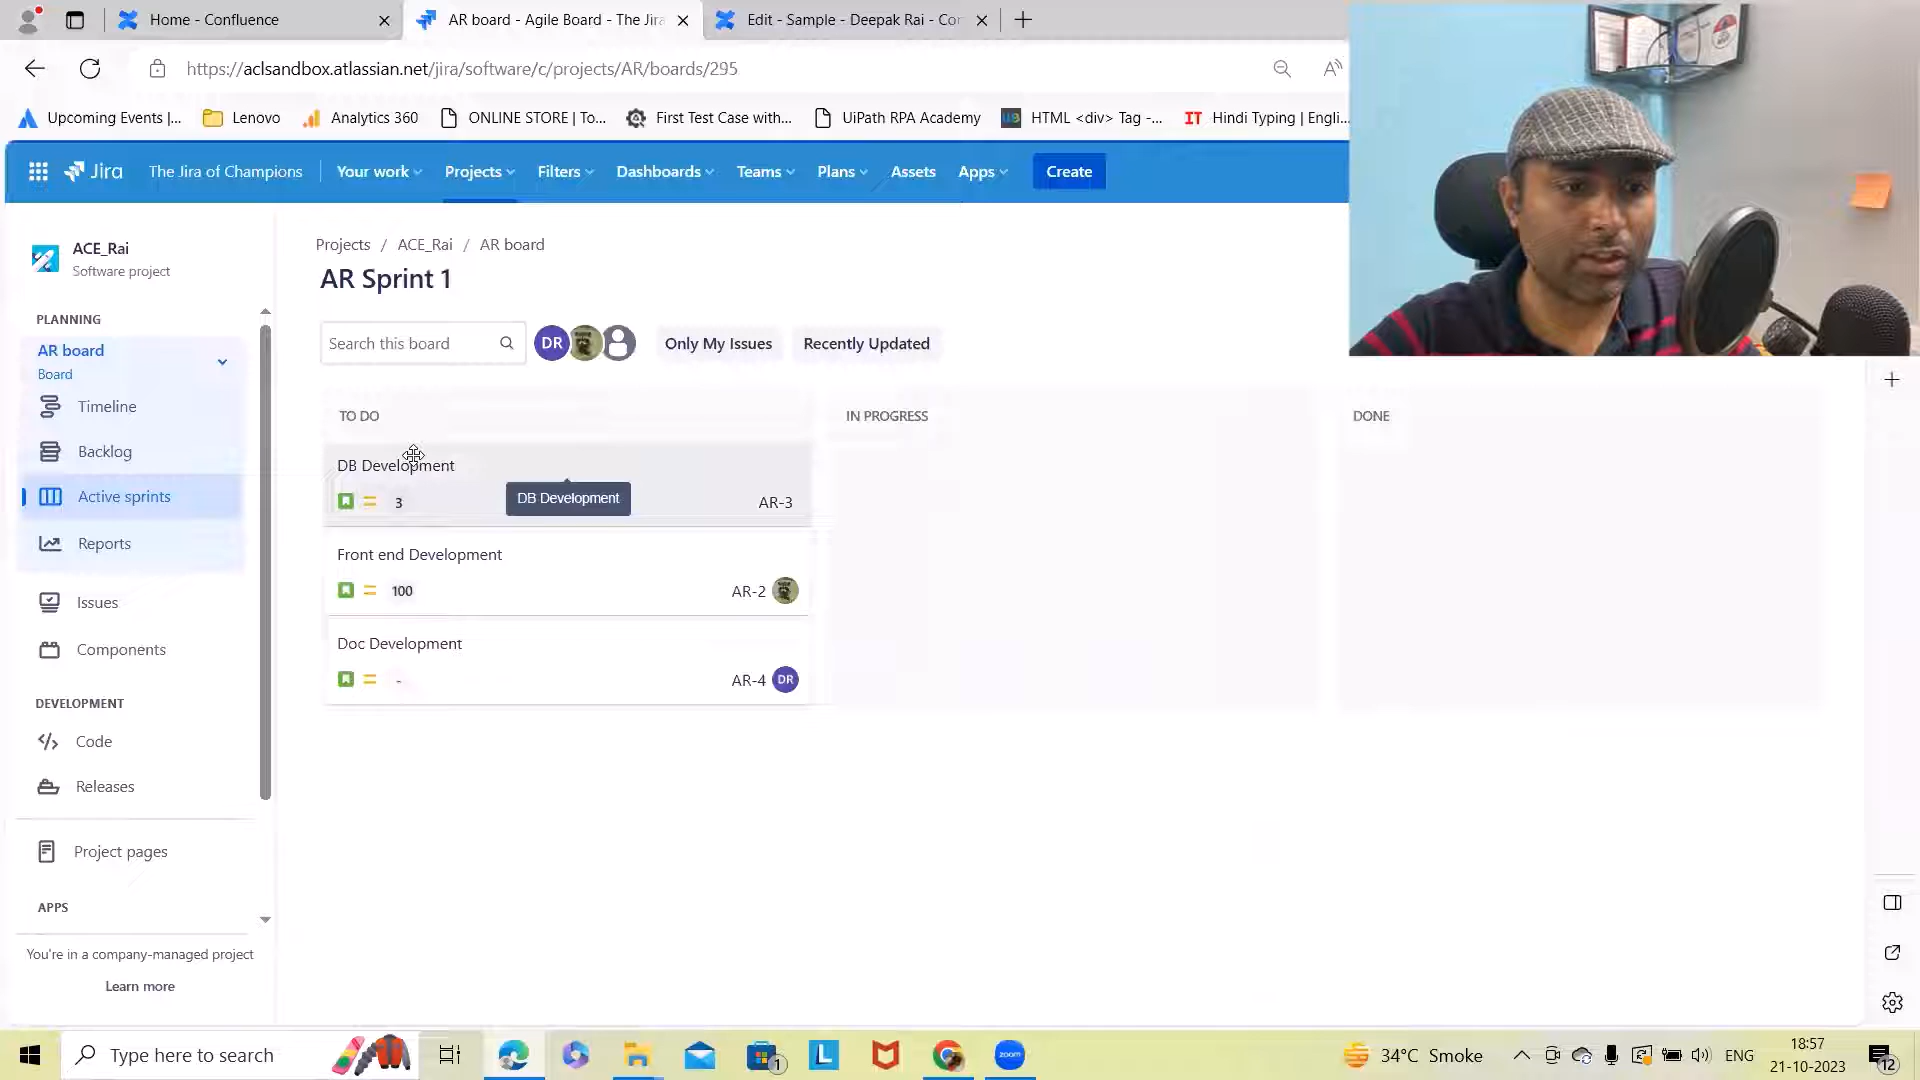 Home - Confluence
AR board - Agile Board - The Jira
Edit - Sample - Deepak Rai - Con
https://aclsandbox.atlassian.net/jira/software/c/projects/AR/boards/295
Upcoming Events |...
Lenovo
Analytics 360
ONLINE STORE | To...
First Test Case with...
UiPath RPA Academy
HTML <div> Tag -...
IT Hindi Typing | Engli...
Jira
The Jira of Champions
Your work
Projects
Filters
Dashboards
Teams
Plans
Assets
Apps
Create
ACE_Rai
Software project
PLANNING
AR board
Board
Timeline
Backlog
Active sprints
Reports
Issues
Components
DEVELOPMENT
Code
Releases
Project pages
APPS
You're in a company-managed project
Learn more
Projects / ACE_Rai / AR board
AR Sprint 1
Search this board
DR
Only My Issues
Recently Updated
TO DO
IN PROGRESS
DONE
DB Development
3
DB Development
AR-3
Front end Development
100
AR-2
Doc Development
-
AR-4 DR
Type here to search
1
L
zoom
34°C Smoke
ENG
18:57
21-10-2023
12